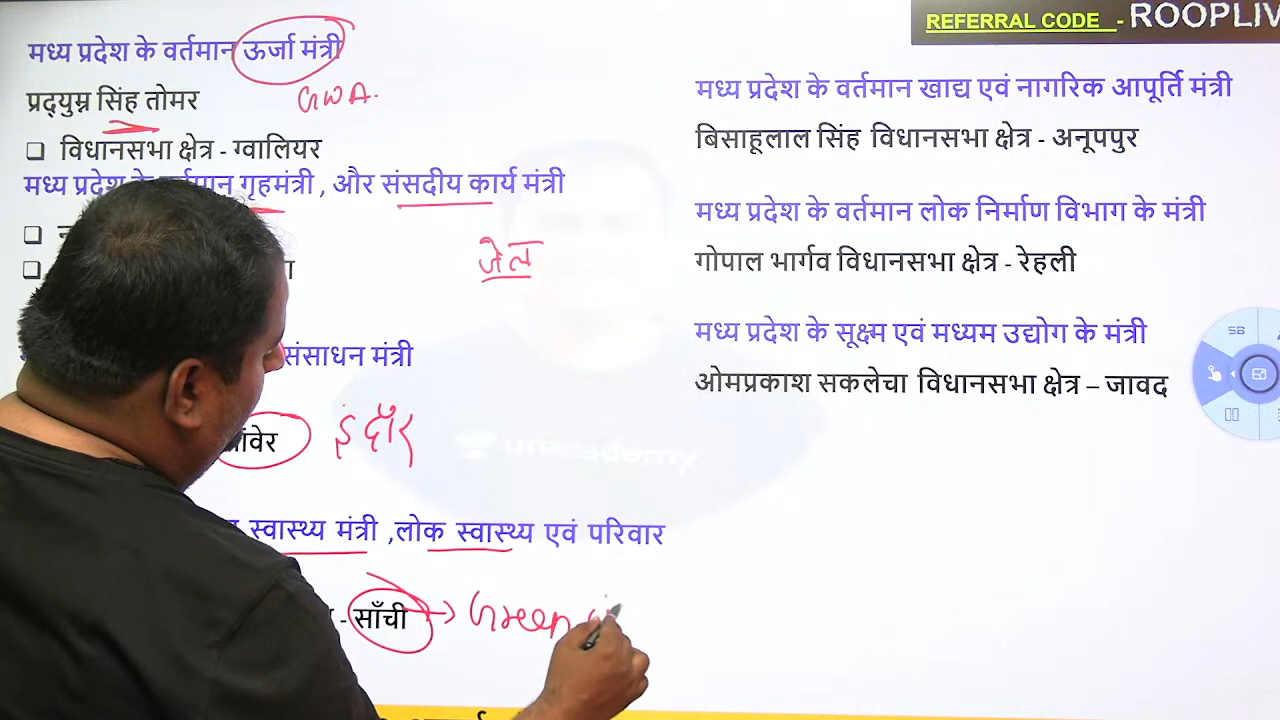 REFERRAL CODE - ROOPLIV
मध्य प्रदेश के वर्तमान ऊर्जा मंत्री
प्रद्युम्न सिंह तोमर
GWA.
विधानसभा क्षेत्र - ग्वालियर
मध्य प्रदेश के वर्तमान गृहमंत्री , और संसदीय कार्य मंत्री
जेल
संसाधन मंत्री
सांवेर
इंदौर
स्वास्थ्य मंत्री ,लोक स्वास्थ्य एवं परिवार
- साँची
Green
मध्य प्रदेश के वर्तमान खाद्य एवं नागरिक आपूर्ति मंत्री
बिसाहूलाल सिंह विधानसभा क्षेत्र - अनूपपुर
मध्य प्रदेश के वर्तमान लोक निर्माण विभाग के मंत्री
गोपाल भार्गव विधानसभा क्षेत्र - रेहली
मध्य प्रदेश के सूक्ष्म एवं मध्यम उद्योग के मंत्री
ओमप्रकाश सकलेचा विधानसभा क्षेत्र – जावद